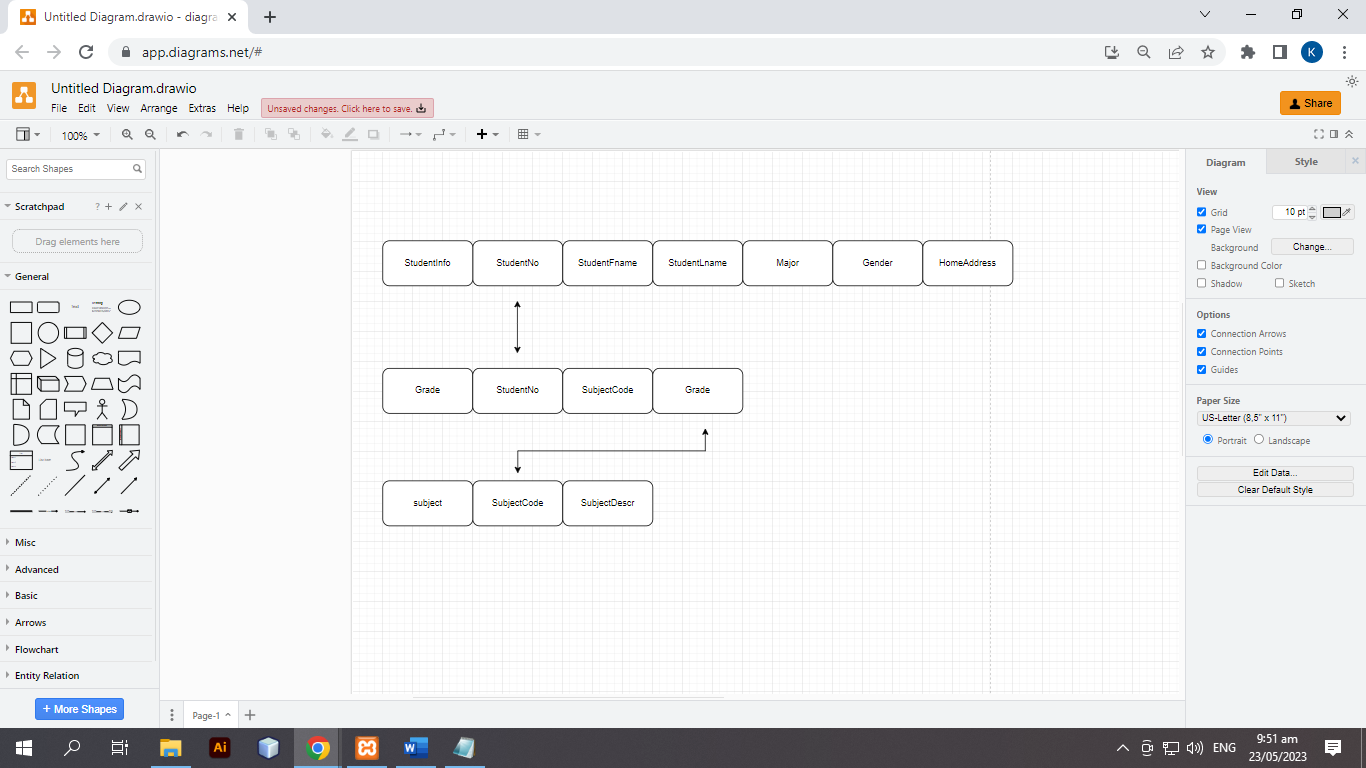 Untitled Diagram.drawio - diagra
app.diagrams.net/#
K
Untitled Diagram.drawio
File Edit View Arrange Extras Help
Unsaved changes. Click here to save.
Share
100%
Search Shapes
Scratchpad
?
Drag elements here
General
Text
Misc
Advanced
Basic
Arrows
Flowchart
Entity Relation
+ More Shapes
StudentInfo StudentNo StudentFname StudentLname Major Gender HomeAddress
Grade StudentNo SubjectCode Grade
subject SubjectCode SubjectDescr
Diagram Style
View
Grid 10 pt
Page View
Background Change...
Background Color
Shadow Sketch
Options
Connection Arrows
Connection Points
Guides
Paper Size
US-Letter (8,5" x 11")
Portrait Landscape
Edit Data...
Clear Default Style
Page-1
Ai
W
ENG
9:51 am
23/05/2023